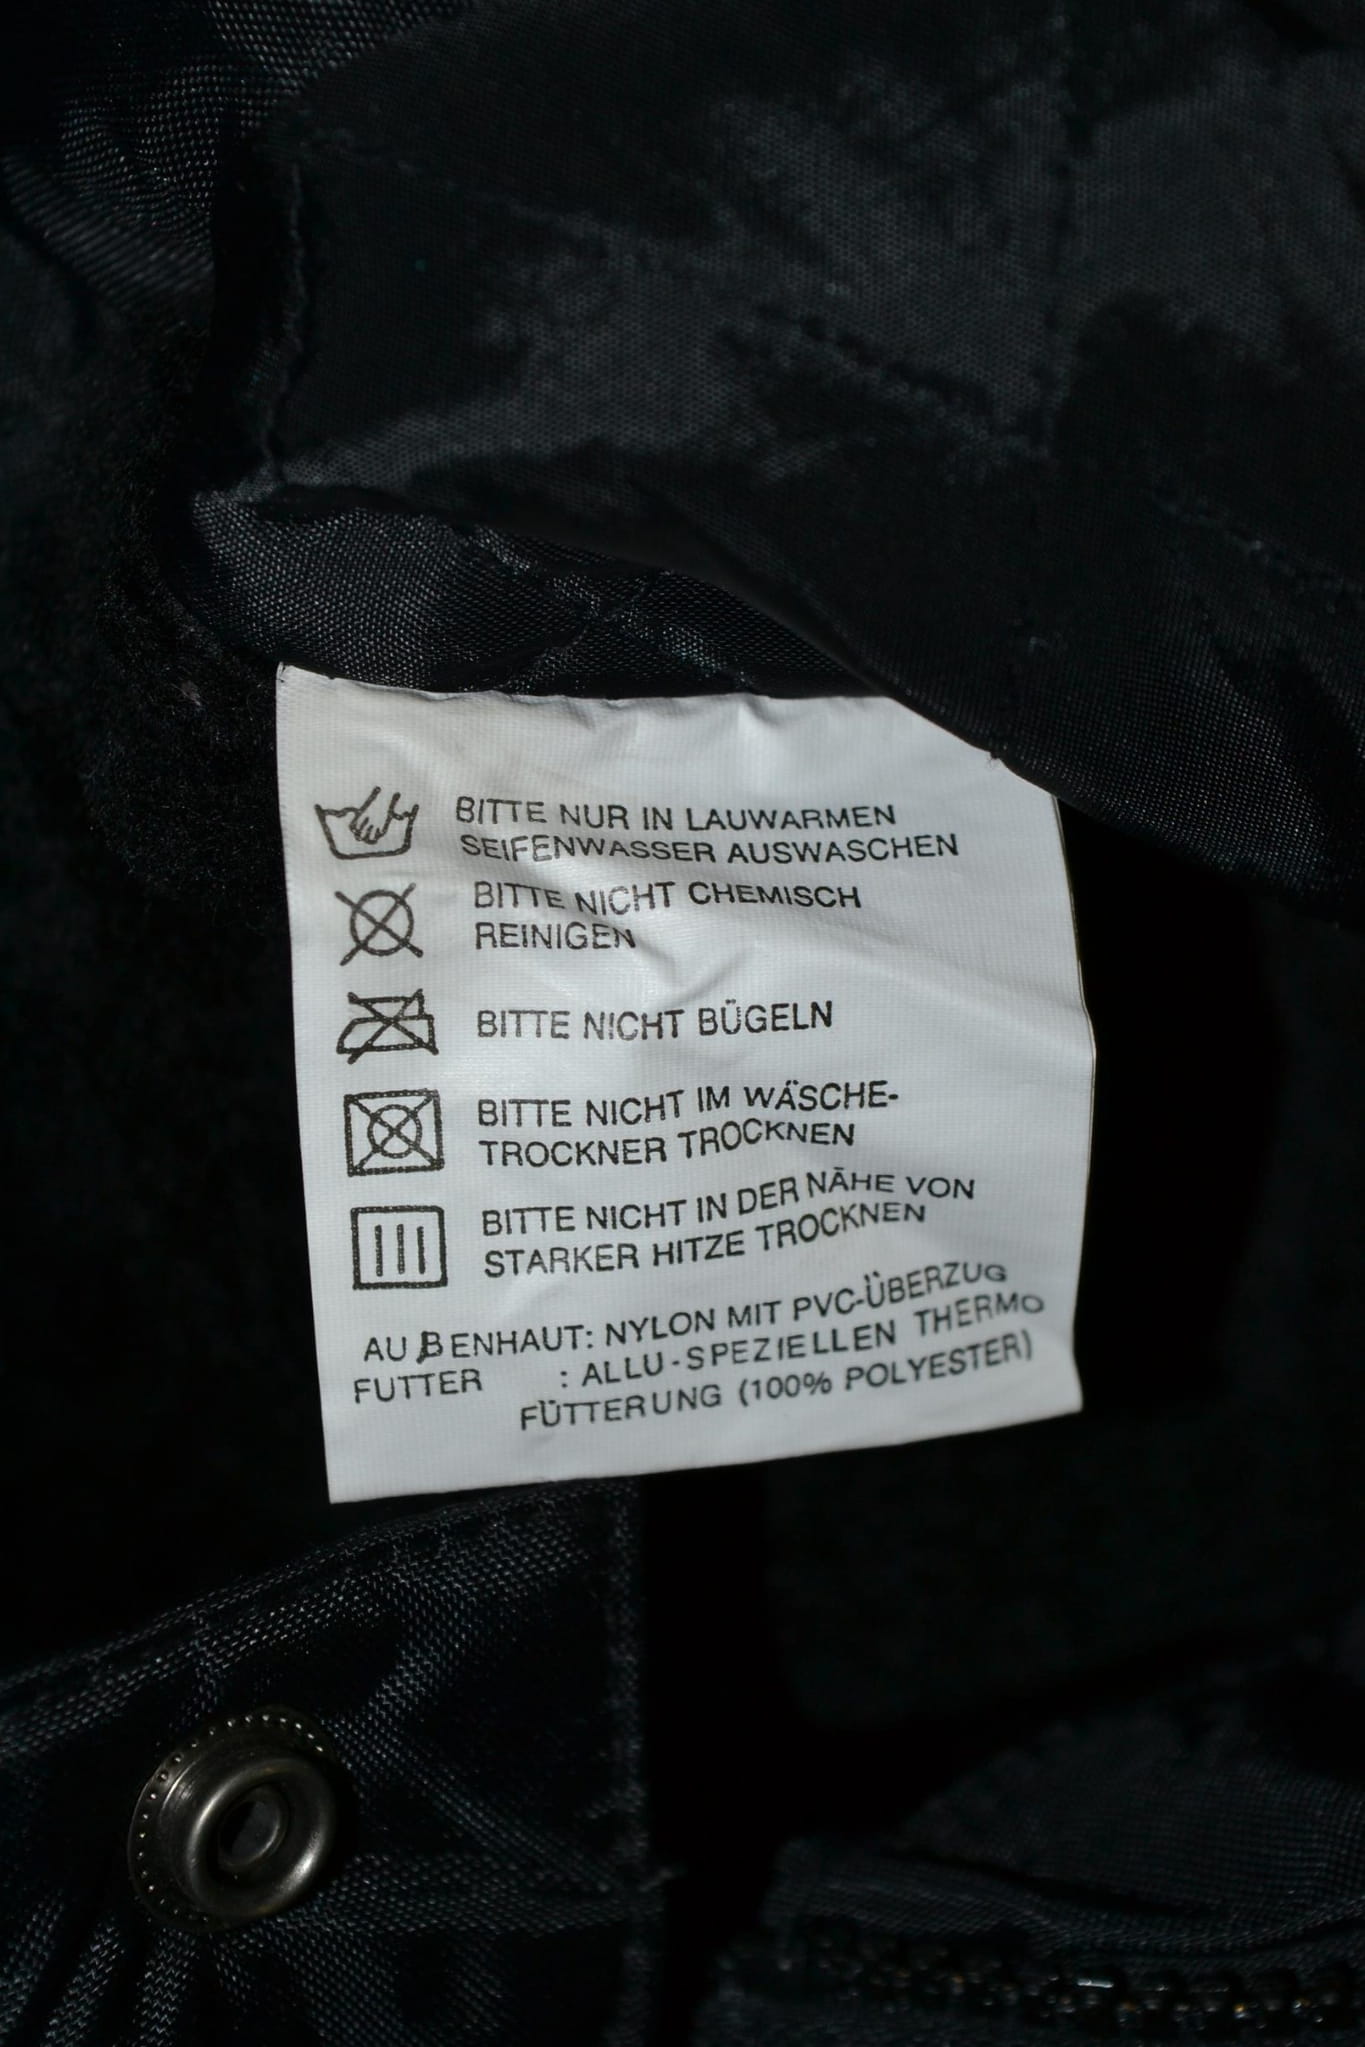 BITTE NUR IN LAUWARMEN
SEIFENWASSER AUSWASCHEN
BITTE NICHT CHEMISCH
REINIGEN
BITTE NICHT BÜGELN
BITTE NICHT IM WÄSCHE-
TROCKNER TROCKNEN
BITTE NICHT IN DER NÄHE VON
STARKER HITZE TROCKNEN
AUßENHAUT: NYLON MIT PVC-ÜBERZUG
FUTTER : ALLU-SPEZIELLEN THERMO
FÜTTERUNG (100% POLYESTER)